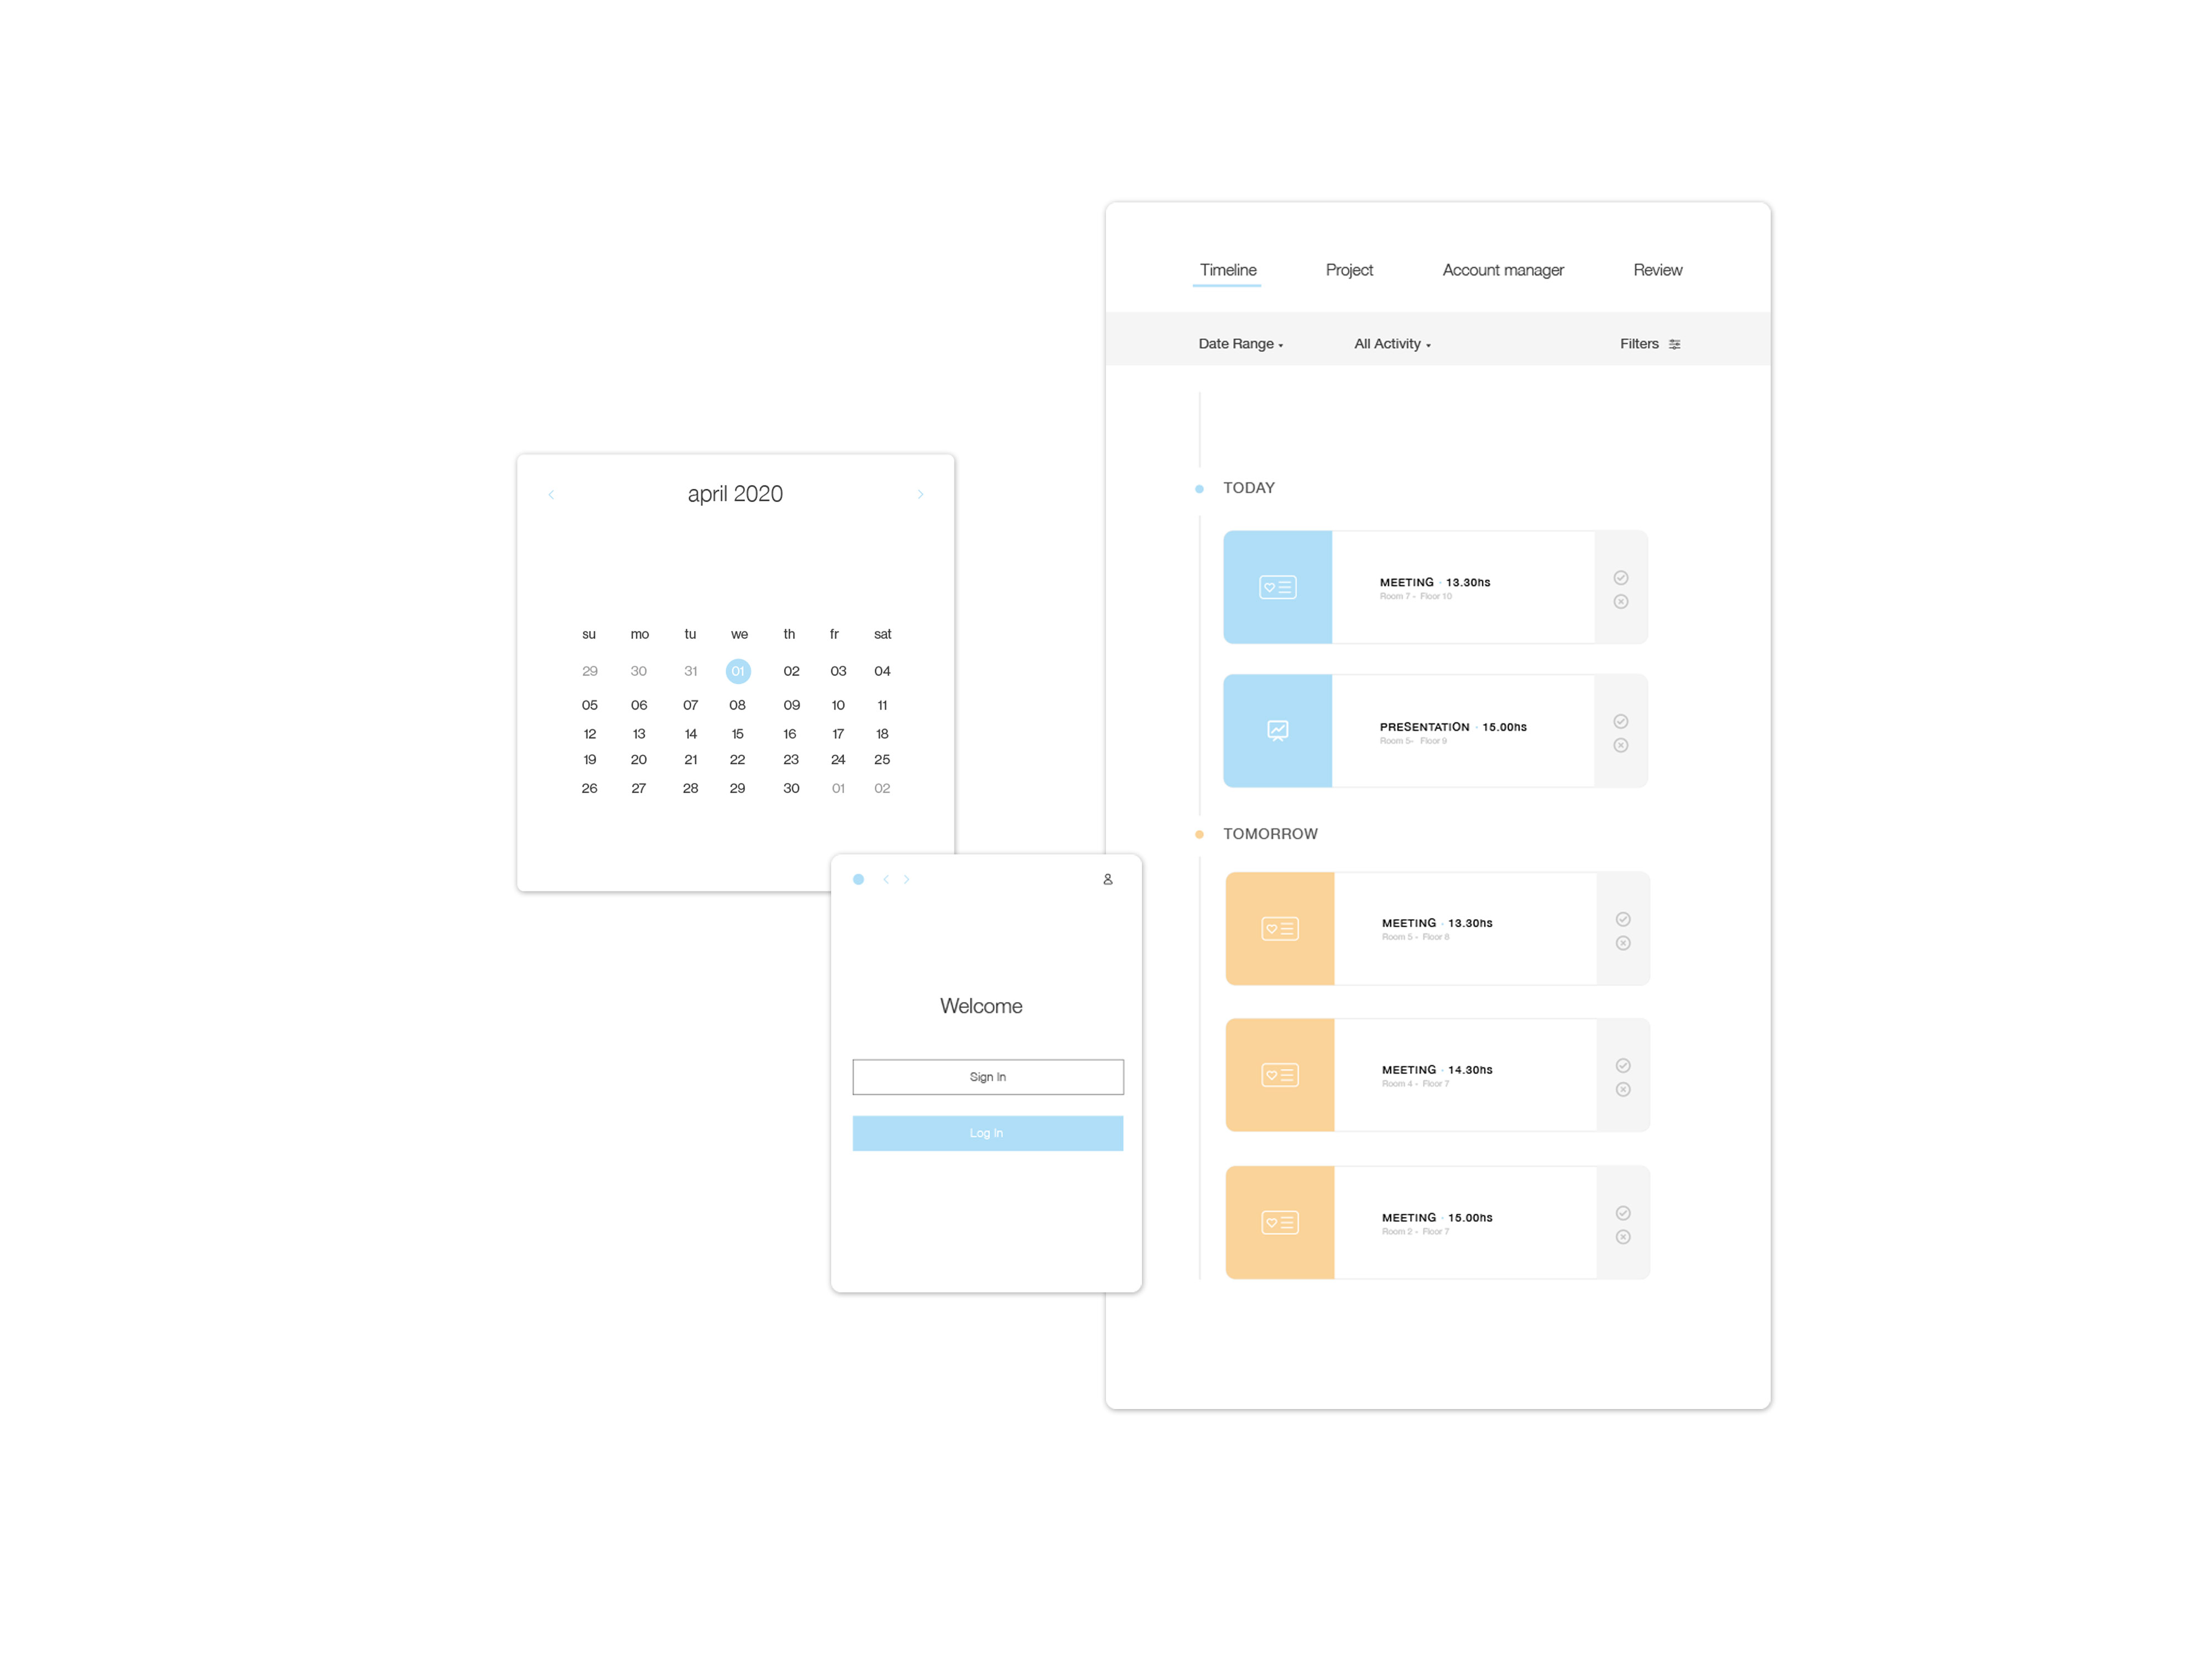 april 2020
su mo tu we th fr sat
29 30 31 01 02 03 04
05 06 07 08 09 10 11
12 13 14 15 16 17 18
19 20 21 22 23 24 25
26 27 28 29 30 01 02
Welcome
Sign In
Log In
Timeline Project Account manager Review
Date Range All Activity Filters
TODAY
MEETING · 13.30hs
Room 7 - Floor 10
PRESENTATION · 15.00hs
Room 5- Floor 9
TOMORROW
MEETING · 13.30hs
Room 5 - Floor 8
MEETING · 14.30hs
Room 4 - Floor 7
MEETING · 15.00hs
Room 2 - Floor 7